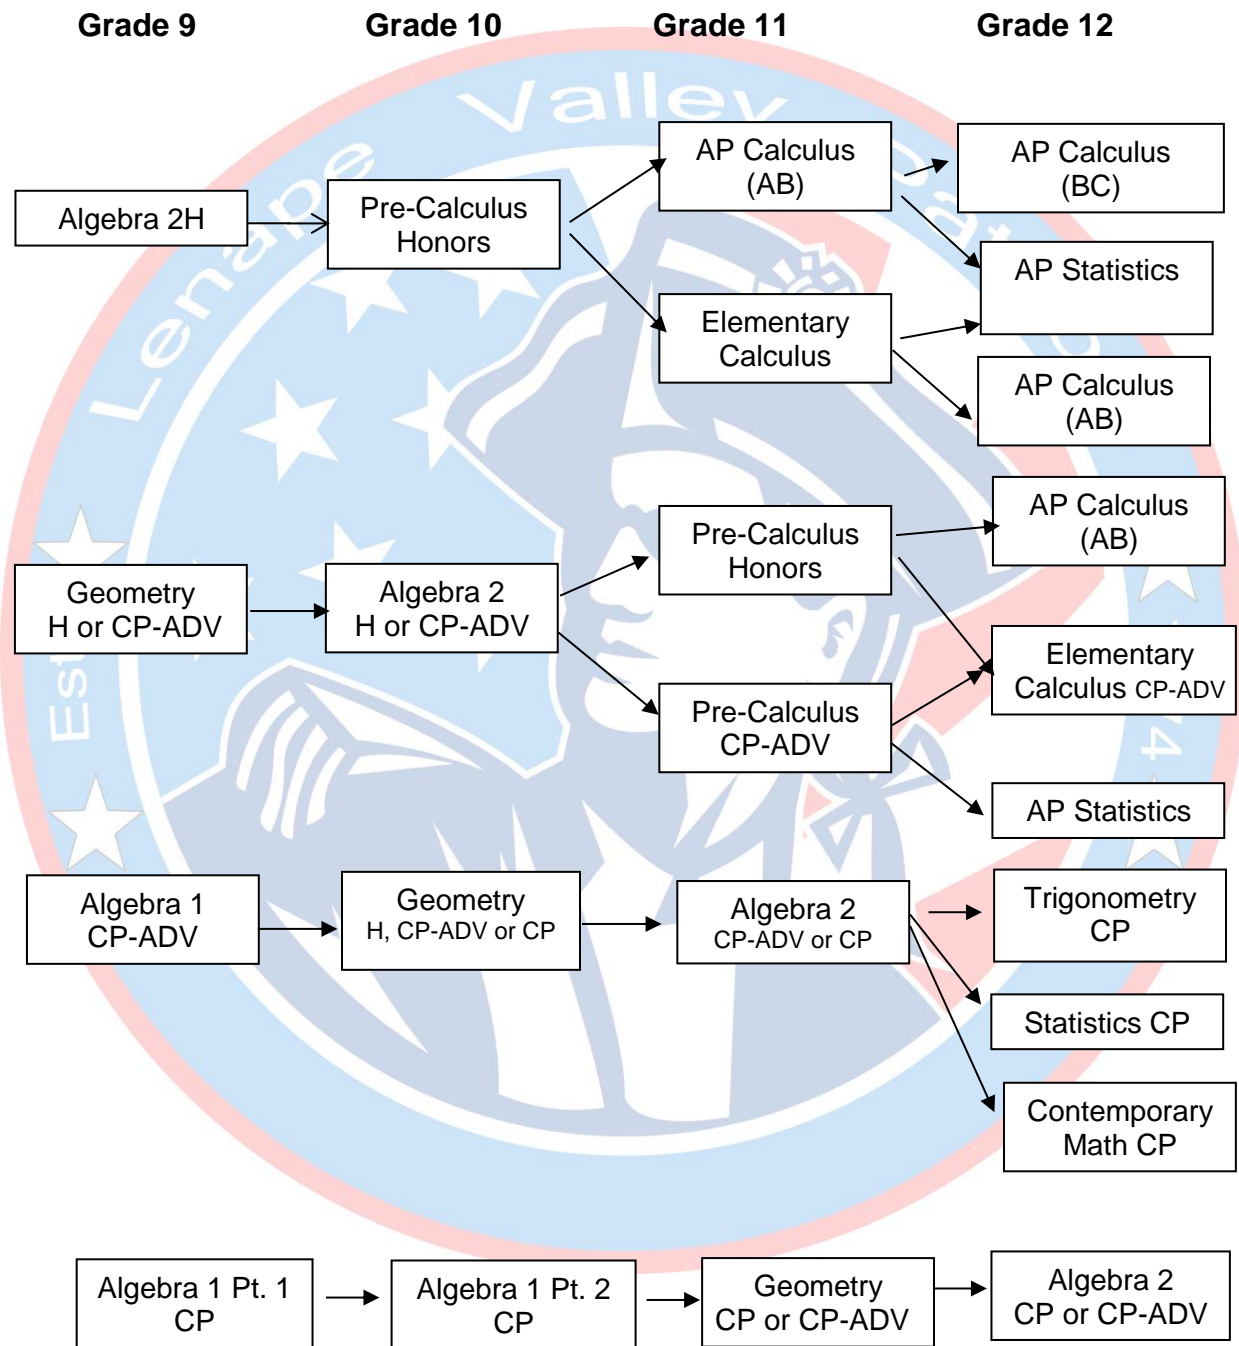 Grade 9 Grade 10 Grade 11 Grade 12
Lenape Valley Pat
Est
74
Algebra 2H
Pre-Calculus
Honors
AP Calculus
(AB)
AP Calculus
(BC)
AP Statistics
Elementary
Calculus
AP Calculus
(AB)
Geometry
H or CP-ADV
Algebra 2
H or CP-ADV
Pre-Calculus
Honors
AP Calculus
(AB)
Elementary
Calculus CP-ADV
Pre-Calculus
CP-ADV
AP Statistics
Algebra 1
CP-ADV
Geometry
H, CP-ADV or CP
Algebra 2
CP-ADV or CP
Trigonometry
CP
Statistics CP
Contemporary
Math CP
Algebra 1 Pt. 1
CP
Algebra 1 Pt. 2
CP
Geometry
CP or CP-ADV
Algebra 2
CP or CP-ADV